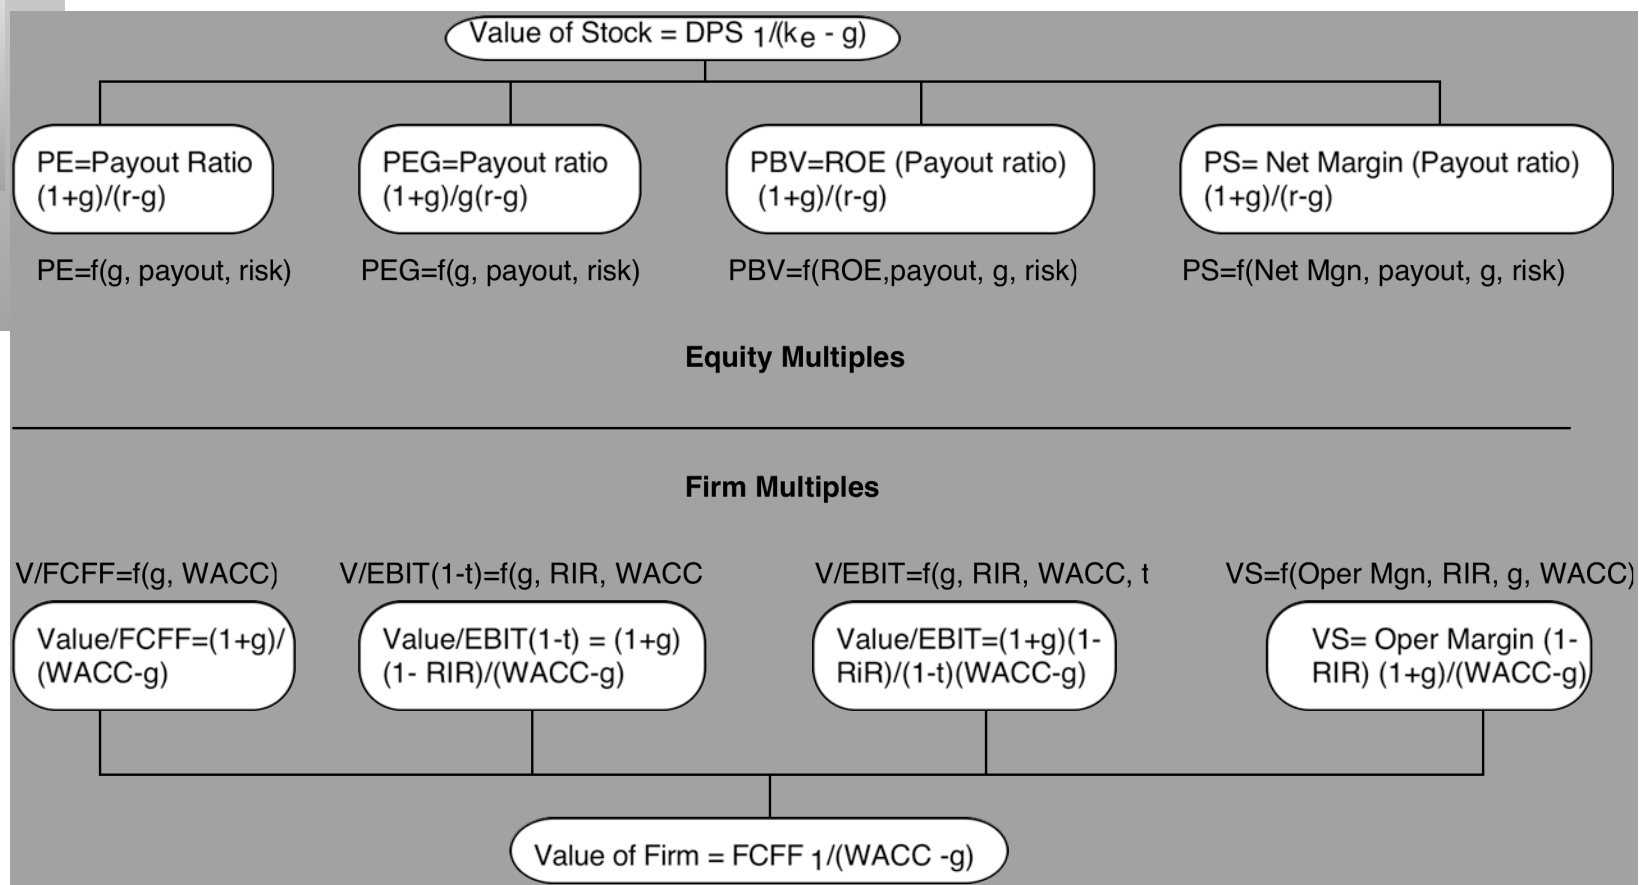 Value of Stock = DPS 1/(ke - g)
PE=Payout Ratio
(1+g)/(r-g)
PEG=Payout ratio
(1+g)/g(r-g)
PBV=ROE (Payout ratio)
(1+g)/(r-g)
PS= Net Margin (Payout ratio)
(1+g)/(r-g)
PE=f(g, payout, risk)
PEG=f(g, payout, risk)
PBV=f(ROE,payout, g, risk)
PS=f(Net Mgn, payout, g, risk)
Equity Multiples
Firm Multiples
V/FCFF=f(g, WACC)
V/EBIT(1-t)=f(g, RIR, WACC
V/EBIT=f(g, RIR, WACC, t
VS=f(Oper Mgn, RIR, g, WACC)
Value/FCFF=(1+g)/
(WACC-g)
Value/EBIT(1-t) = (1+g)
(1- RIR)/(WACC-g)
Value/EBIT=(1+g)(1-
RiR)/(1-t)(WACC-g)
VS= Oper Margin (1-
RIR) (1+g)/(WACC-g)
Value of Firm = FCFF 1/(WACC -g)